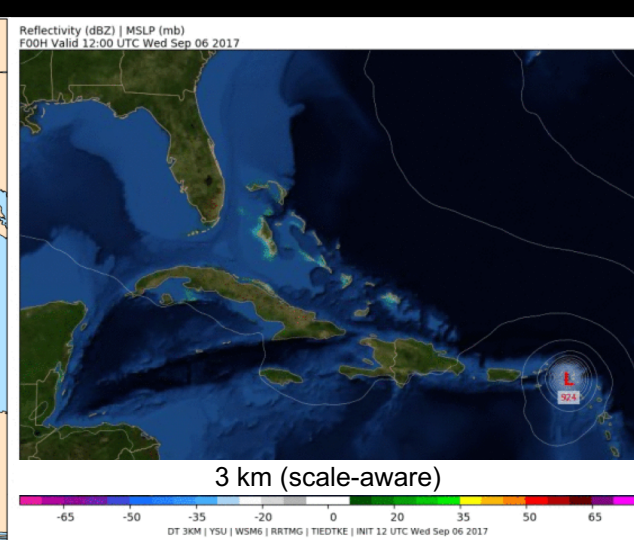 Reflectivity (dBZ) | MSLP (mb)
F00H Valid 12:00 UTC Wed Sep 06 2017
L
924
3 km (scale-aware)
-65 -50 -35 -20 0 20 35 50 65
DT 3KM | YSU | WSM6 | RRTMG | TIEDTKE | INIT 12 UTC Wed Sep 06 2017